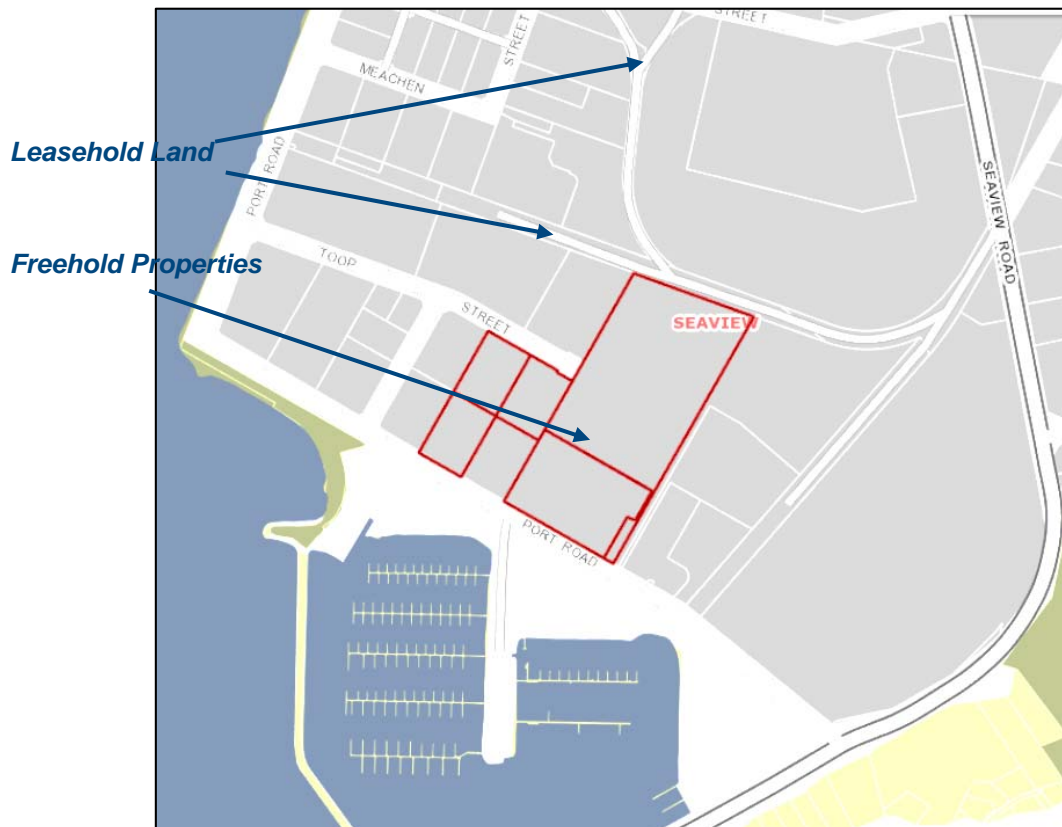 STREET
STREET
MEACHEN
Leasehold Land
PORT ROAD
SEAVIEW ROAD
Freehold Properties
TOOP
STREET
SEAVIEW
PORT ROAD